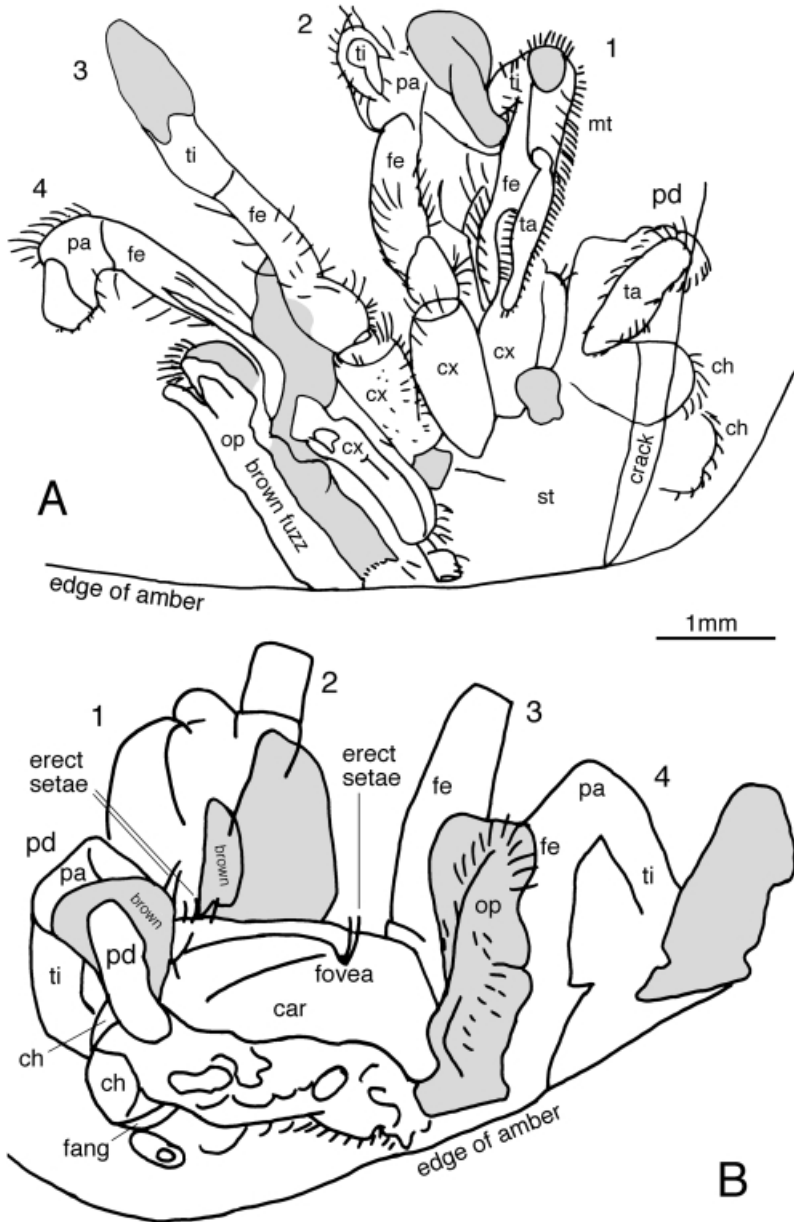 2
1
3
ti
pa
ti
mt
ti
fe
fe
4
fe
pd
ta
pa
fe
ta
cx
cx
ch
cx
op
cx
ch
brown fuzz
crack
A
st
edge of amber
1mm
2
1
3
erect
setae
erect
setae
4
pa
fe
pd
fe
brown
ti
pa
brown
op
pd
ti
fovea
car
ch
ch
fang
edge of amber
B